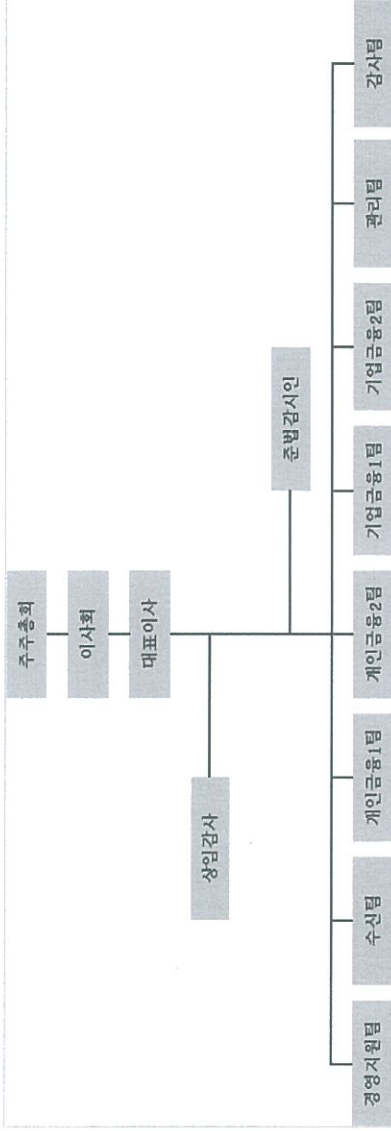 주주총회
이사회
대표이사
상임감사
준법감시인
경영지원팀
수신팀
개인금융1팀
개인금융2팀
기업금융1팀
기업금융2팀
관리팀
감사팀